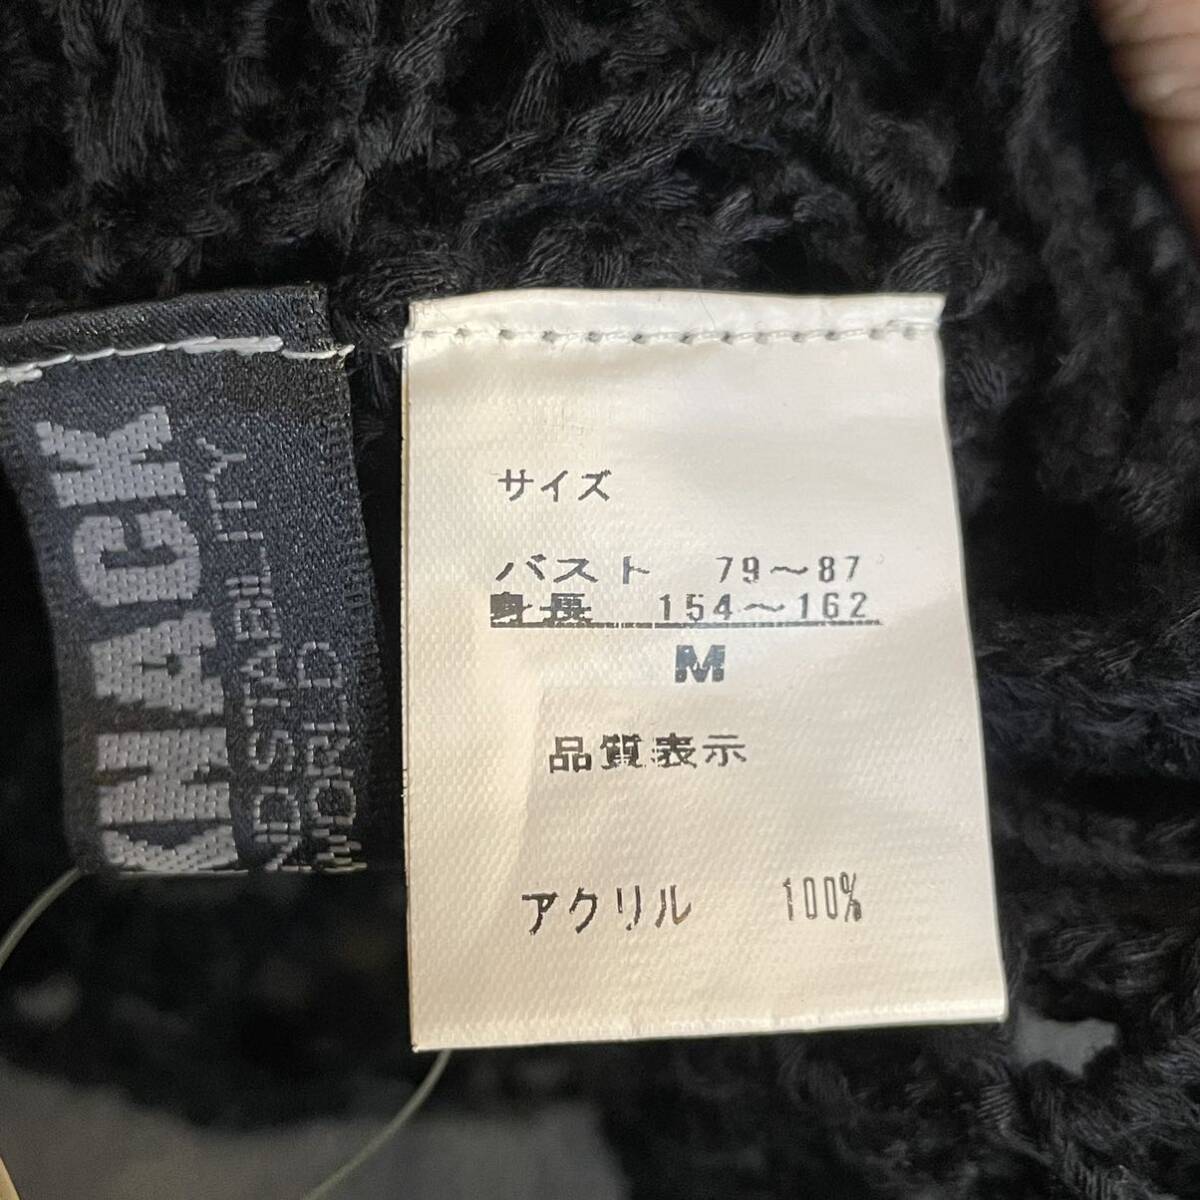 KNACK
サイズ
バスト 79～87
身長 154～162
M
品質表示
アクリル 100%